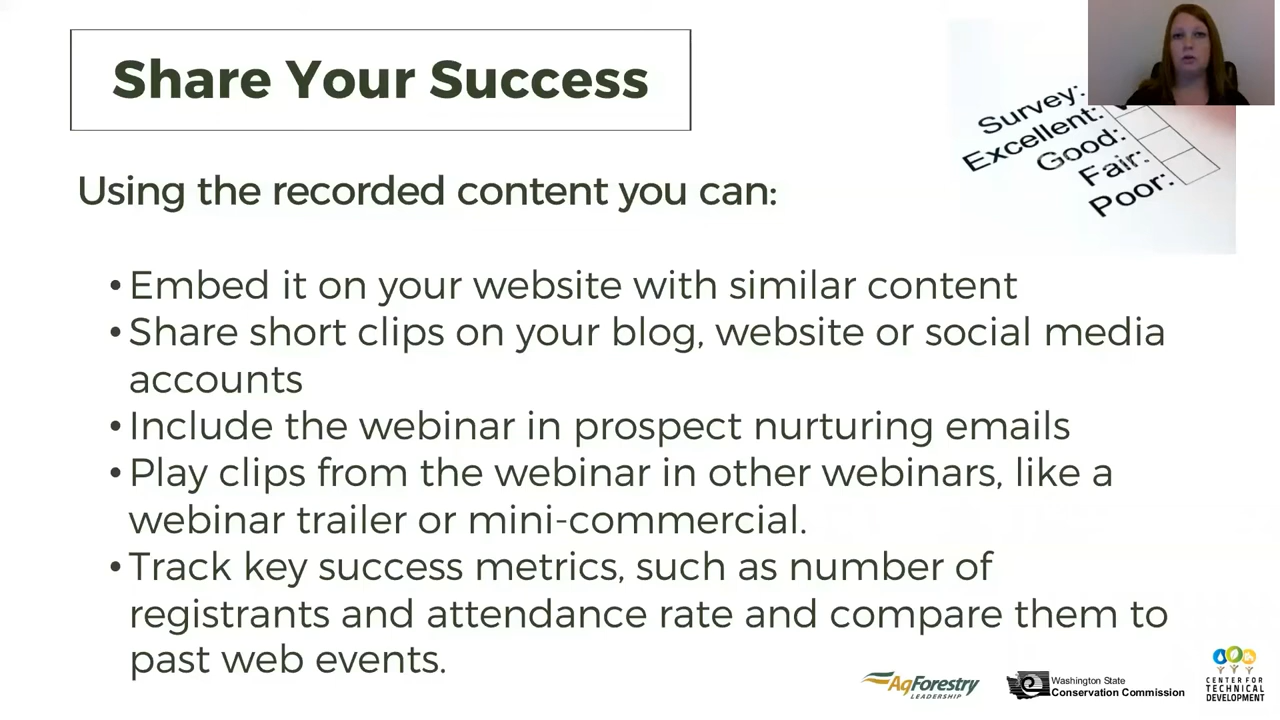 Share Your Success
Survey:
Excellent:
Good:
Fair:
Poor:
Using the recorded content you can:
•Embed it on your website with similar content
•Share short clips on your blog, website or social media
accounts
•Include the webinar in prospect nurturing emails
•Play clips from the webinar in other webinars, like a
webinar trailer or mini-commercial.
•Track key success metrics, such as number of
registrants and attendance rate and compare them to
past web events.
AgForestry
LEADERSHIP
Washington State
Conservation Commission
CENTER FOR
TECHNICAL
DEVELOPMENT